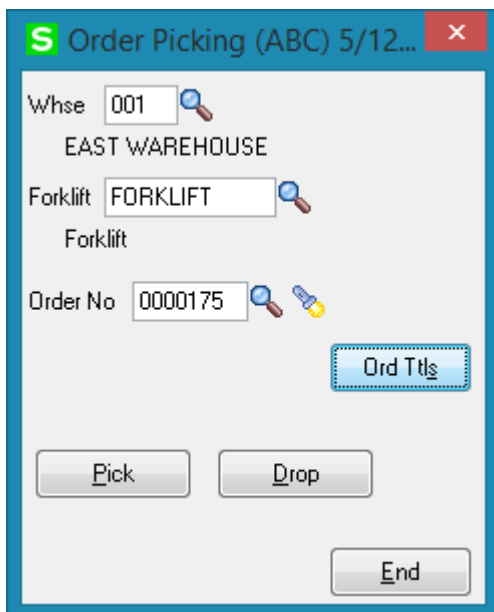 S Order Picking (ABC) 5/12...
Whse 001
EAST WAREHOUSE
Forklift FORKLIFT
Forklift
Order No 0000175
Ord Ttls
Pick Drop
End